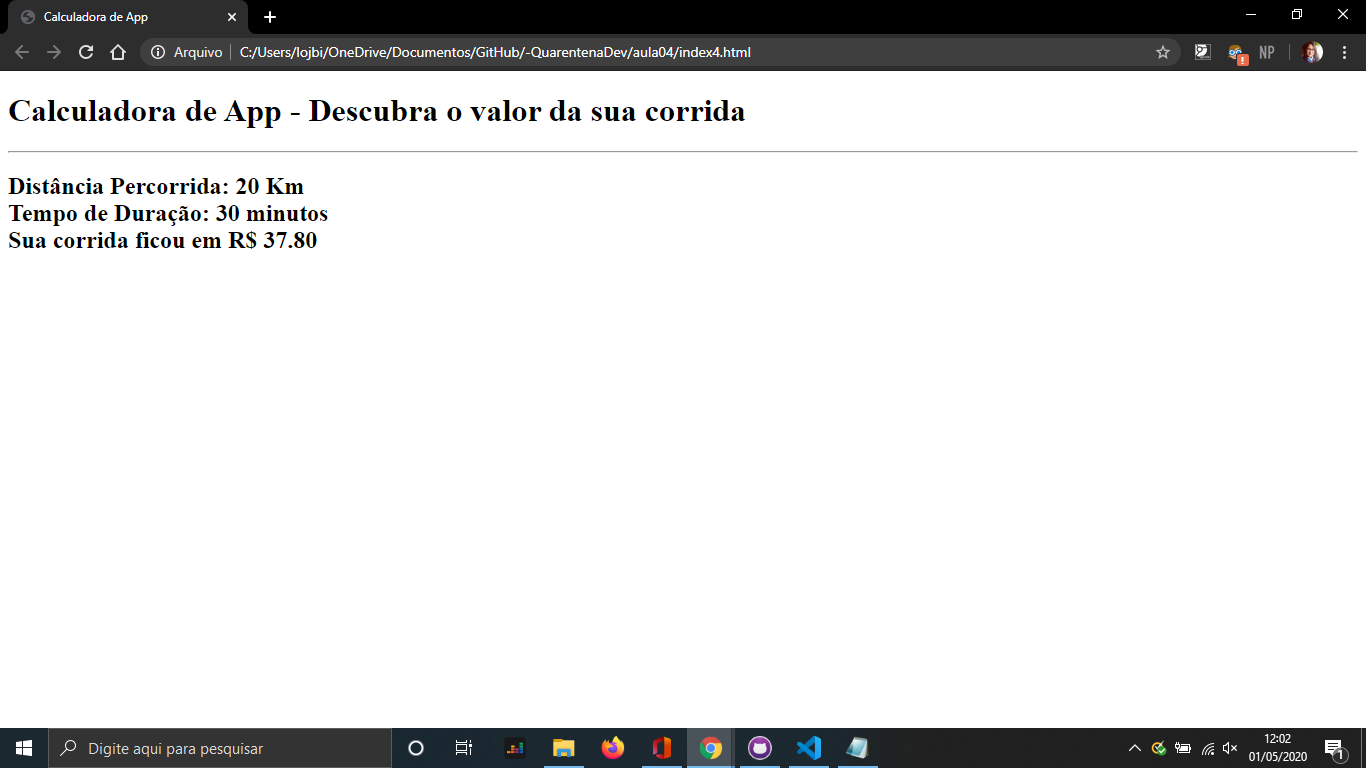 Calculadora de App
Arquivo
C:/Users/lojbi/OneDrive/Documentos/GitHub/-QuarentenaDev/aula04/index4.html
NP
Calculadora de App - Descubra o valor da sua corrida
Distância Percorrida: 20 Km
Tempo de Duração: 30 minutos
Sua corrida ficou em R$ 37.80
Digite aqui para pesquisar
12:02
01/05/2020
1